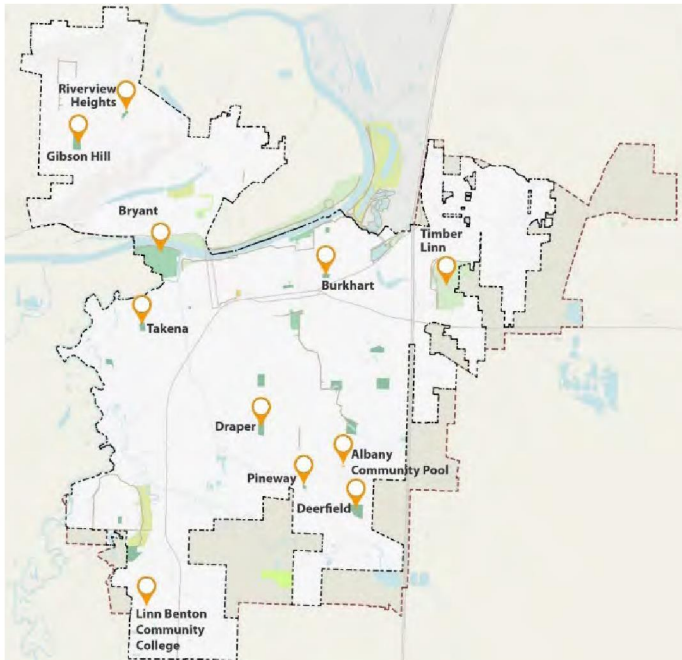 Riverview
Heights
Gibson Hill
Bryant
Timber
Linn
Burkhart
Takena
Draper
Albany
Community Pool
Pineway
Deerfield
Linn Benton
Community
College